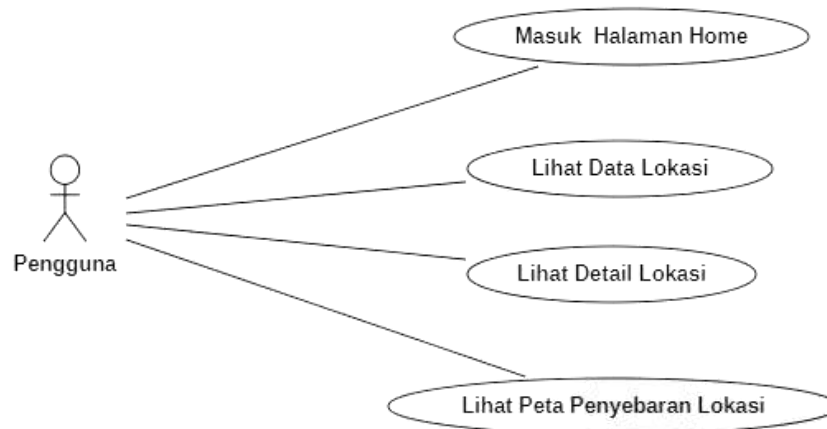 Masuk Halaman Home
Lihat Data Lokasi
Pengguna
Lihat Detail Lokasi
Lihat Peta Penyebaran Lokasi